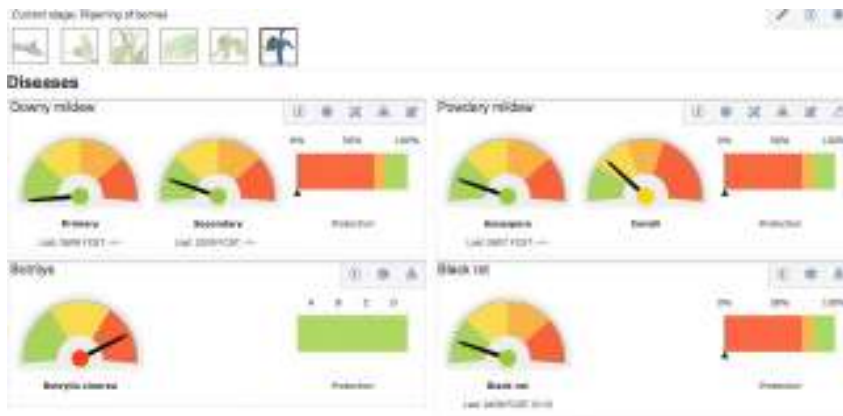 Current stage: Ripening of berries
Diseases
Downy mildew
Powdery mildew
0% 50% 100%
0% 50% 100%
Primary
Secondary
Protection
Ascospore
Conidi
Protection
Botritys
Black rot
A B C D
0% 50% 100%
Botrytis cinerea
Protection
Black rot
Protection